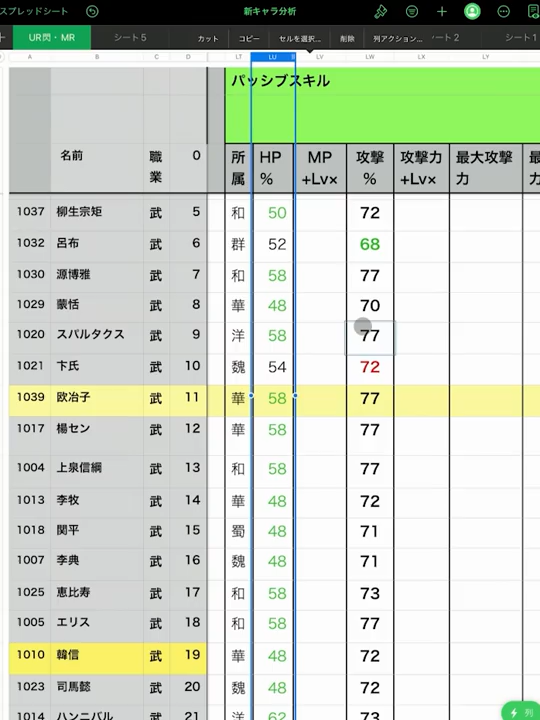 スプレッドシート 新キャラ分析
UR閃・MR シート5 カット コピー セルを選択... 削除 列アクション... ート2 シート1
A B C D LT LU LV LW LX LY
パッシブスキル
名前 職業 0 所属 HP % MP +Lv× 攻撃 % 攻撃力 +Lv× 最大攻撃力
1037 柳生宗矩 武 5 和 50 72
1032 呂布 武 6 群 52 68
1030 源博雅 武 7 和 58 77
1029 蒙恬 武 8 華 48 70
1020 スパルタクス 武 9 洋 58 77
1021 卞氏 武 10 魏 54 72
1039 欧冶子 武 11 華 58 77
1017 楊セン 武 12 華 58 77
1004 上泉信綱 武 13 和 58 77
1013 李牧 武 14 華 48 72
1018 関平 武 15 蜀 48 71
1007 李典 武 16 魏 48 71
1025 恵比寿 武 17 和 58 73
1005 エリス 武 18 和 58 77
1010 韓信 武 19 華 48 72
1023 司馬懿 武 20 魏 48 72
1014 ハンニバル 武 21 洋 62 73
列